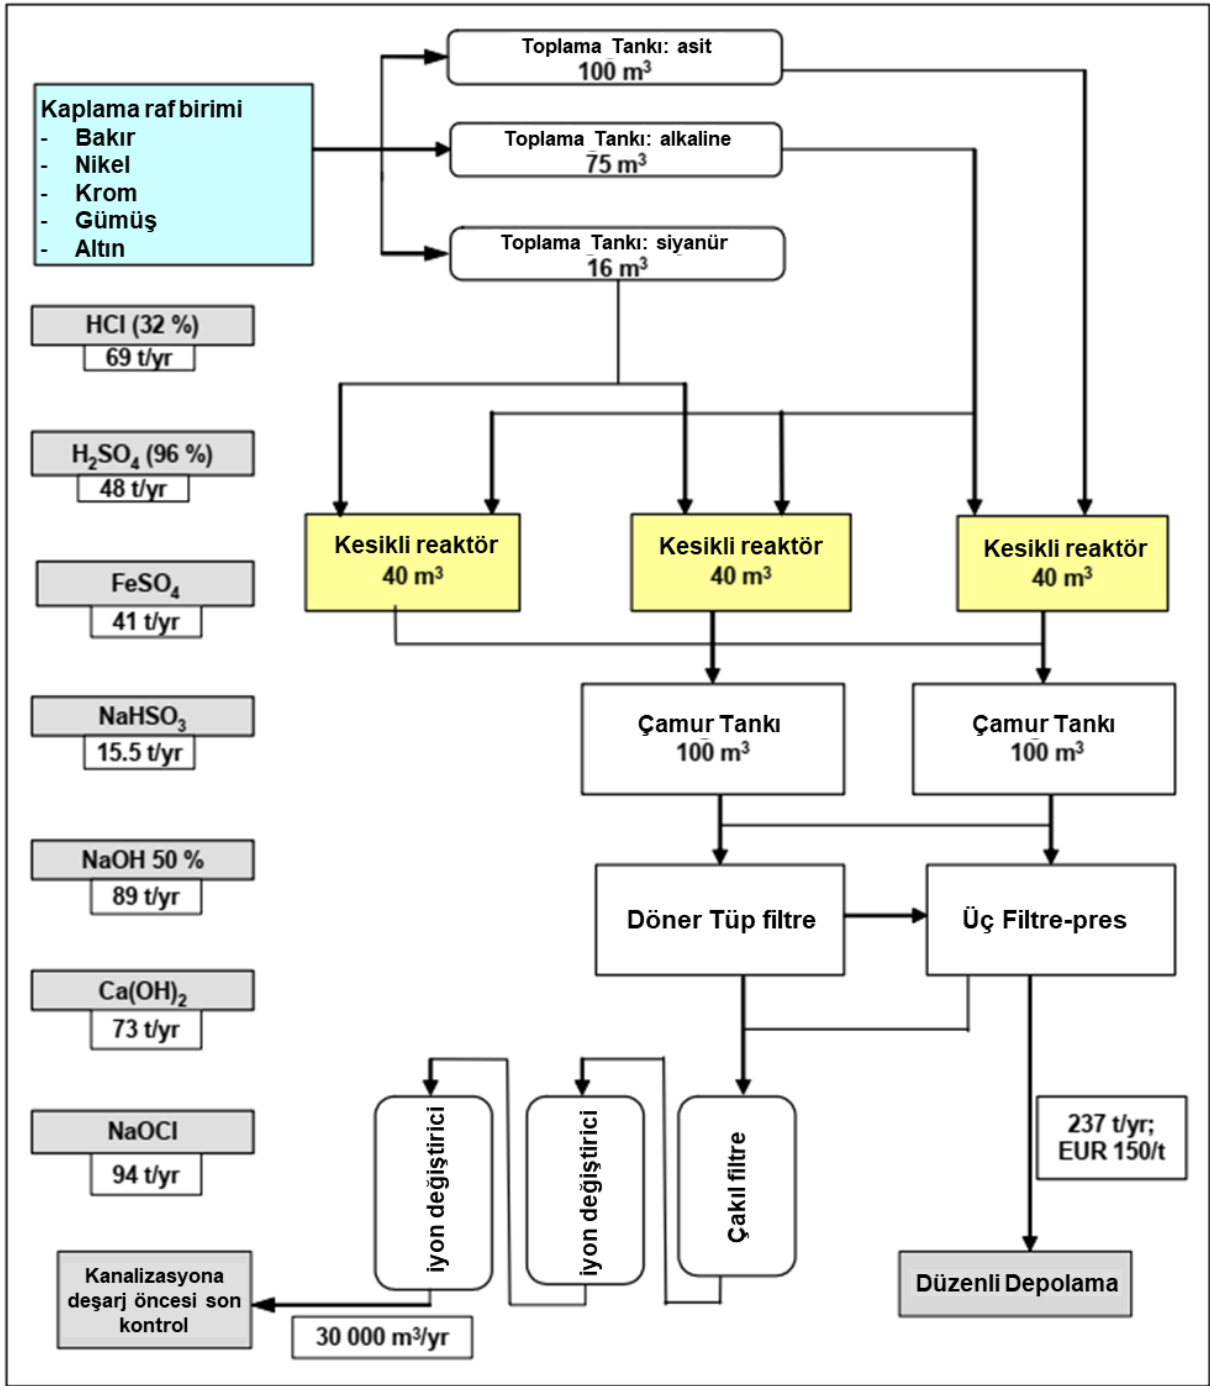 Toplama Tankı: asit
100 m³
Kaplama raf birimi
- Bakır
- Nikel
- Krom
- Gümüş
- Altın
Toplama Tankı: alkaline
75 m³
Toplama Tankı: siyanür
16 m³
HCl (32 %)
69 t/yr
H₂SO₄ (96 %)
48 t/yr
FeSO₄
41 t/yr
NaHSO₃
15.5 t/yr
NaOH 50 %
89 t/yr
Ca(OH)₂
73 t/yr
NaOCl
94 t/yr
Kesikli reaktör
40 m³
Kesikli reaktör
40 m³
Kesikli reaktör
40 m³
Çamur Tankı
100 m³
Çamur Tankı
100 m³
Döner Tüp filtre
Üç Filtre-pres
iyon değiştirici
iyon değiştirici
Çakıl filtre
237 t/yr;
EUR 150/t
Kanalizasyona
deşarj öncesi son
kontrol
30 000 m³/yr
Düzenli Depolama